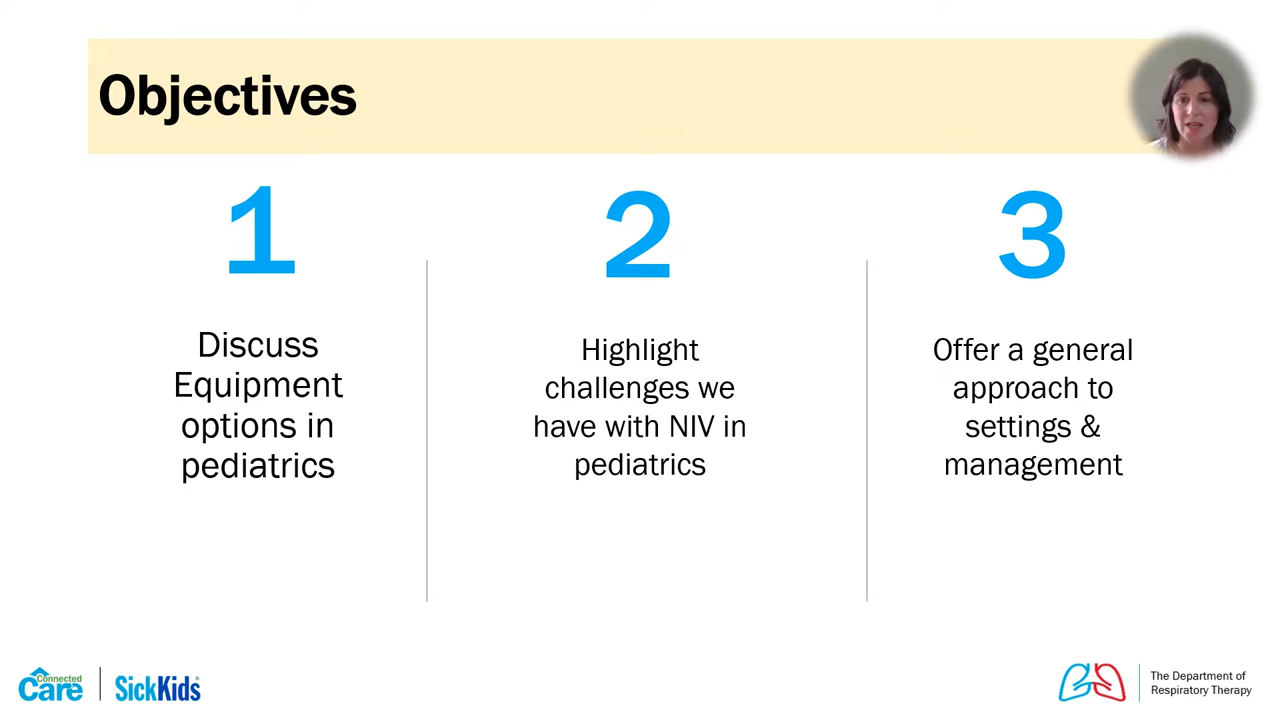 Objectives
1
Discuss
Equipment
options in
pediatrics
2
Highlight
challenges we
have with NIV in
pediatrics
3
Offer a general
approach to
settings &
management
Connected
Care
SickKids
The Department of
Respiratory Therapy